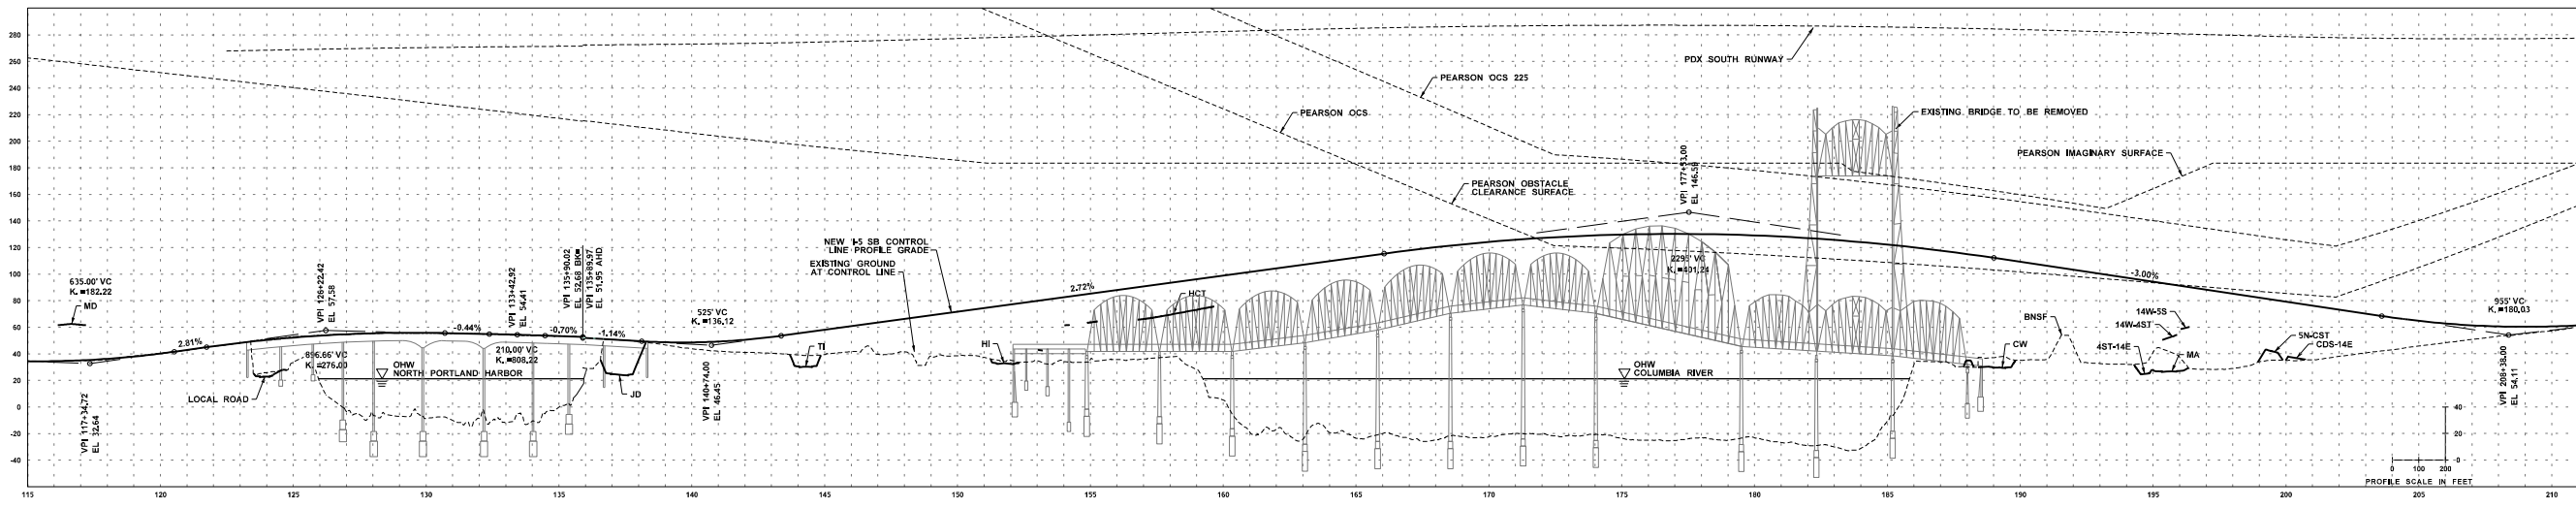 280
260
240
220
200
180
160
140
120
100
80
60
40
20
0
-20
-40
PDX SOUTH RUNWAY
PEARSON OCS 225
PEARSON OCS
EXISTING BRIDGE TO BE REMOVED
PEARSON IMAGINARY SURFACE
PEARSON OBSTACLE
CLEARANCE SURFACE
VPI 177+53.00
EL 146.59
NEW I-5 SB CONTROL
LINE PROFILE GRADE
EXISTING GROUND
AT CONTROL LINE
635.00' VC
K. =182.22
MD
VPI 126+22.42
EL 57.58
VPI 133+42.92
EL 54.41
VPI 135+90.02
EL 52.68 BK=
VPI 135+89.97
EL 51.95 AHD
2.81%
-0.44%
-0.70%
-1.14%
525' VC
K. =136.12
2.72%
HCT
2295' VC
K. =401.24
-3.00%
955' VC
K. =180.03
896.66' VC
K. =276.00
210.00' VC
K. =808.22
OHW
NORTH PORTLAND HARBOR
LOCAL ROAD
JD
TI
HI
OHW
COLUMBIA RIVER
CW
BNSF
14W-5S
14W-4ST
4ST-14E
MA
5N-CST
CDS-14E
VPI 117+34.72
EL 32.64
VPI 140+74.00
EL 46.45
VPI 208+38.00
EL 54.11
40
20
0
0 100 200
PROFILE SCALE IN FEET
115 120 125 130 135 140 145 150 155 160 165 170 175 180 185 190 195 200 205 210